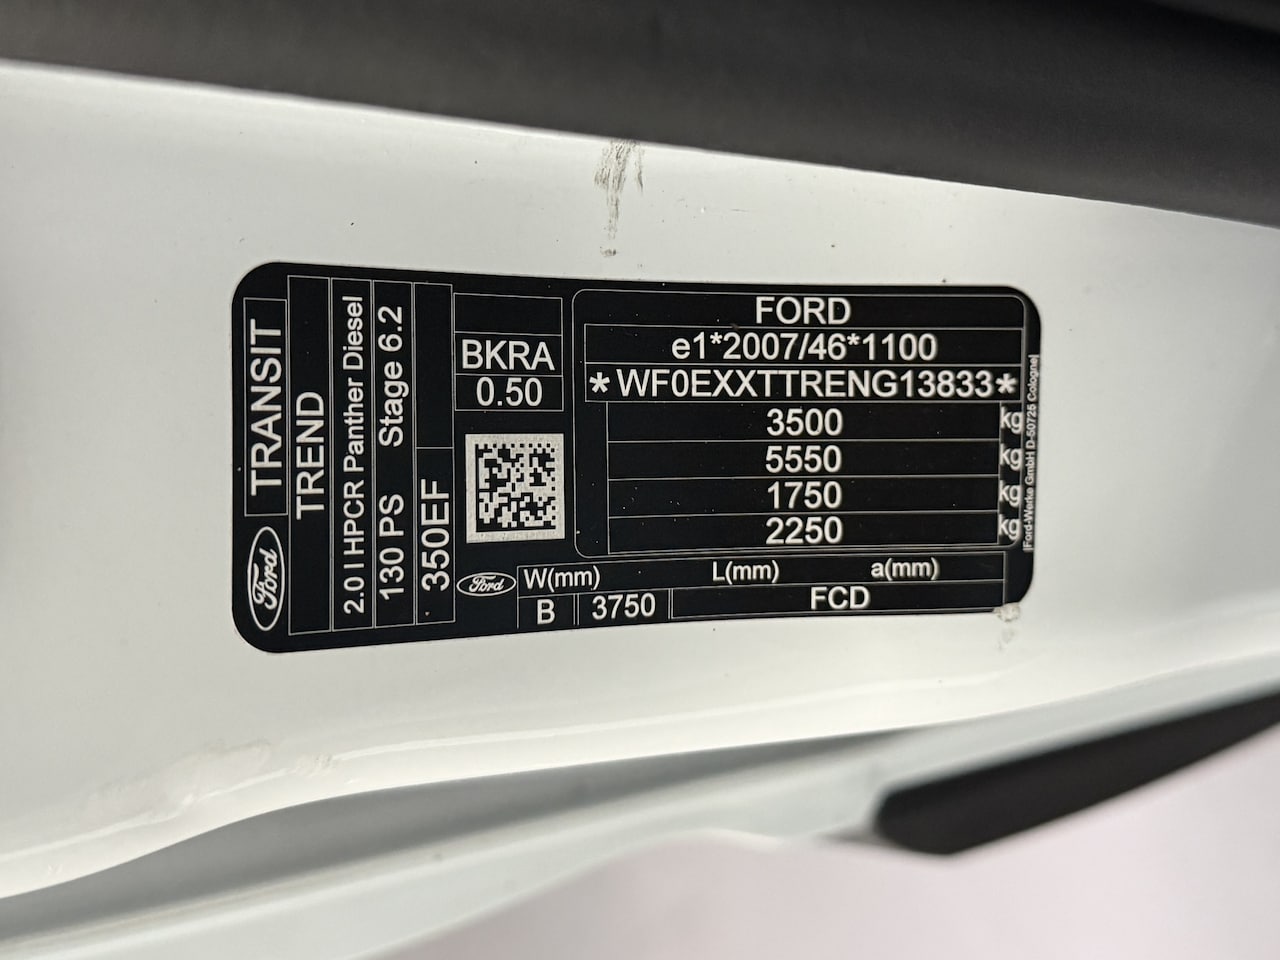 Ford
TRANSIT
TREND
2.0 l HPCR Panther Diesel
130 PS Stage 6.2
350EF
BKRA
0.50
FORD
e1*2007/46*1100
*WF0EXXTTRENG13833*
3500 kg
5550 kg
1750 kg
2250 kg
Ford-Werke GmbH D-50725 Cologne
Ford
W(mm) L(mm) a(mm)
B 3750 FCD